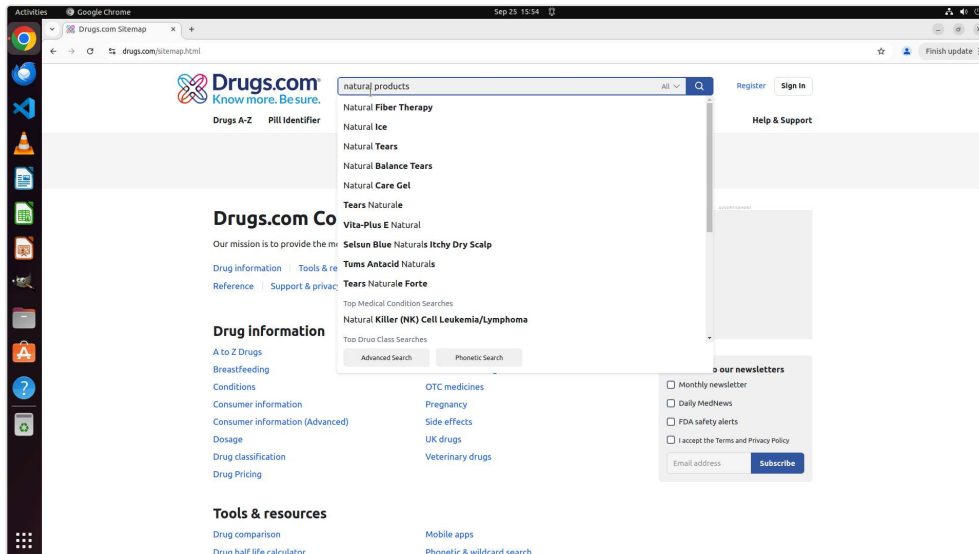 Activities
Google Chrome
Sep 25 15:54
Drugs.com Sitemap
drugs.com/sitemap.html
Finish update
Drugs.com
Know more. Be sure.
natural products
All
Register
Sign In
Drugs A-Z
Pill Identifier
Help & Support
Natural Fiber Therapy
Natural Ice
Natural Tears
Natural Balance Tears
Natural Care Gel
Tears Naturale
Vita-Plus E Natural
Selsun Blue Naturals Itchy Dry Scalp
Tums Antacid Naturals
Tears Naturale Forte
Top Medical Condition Searches
Natural Killer (NK) Cell Leukemia/Lymphoma
Top Drug Class Searches
Advanced Search
Phonetic Search
ADVERTISEMENT
Drugs.com Co
Our mission is to provide the
Drug information
Tools & re
Reference
Support & privac
Drug information
A to Z Drugs
Breastfeeding
Conditions
Consumer information
Consumer information (Advanced)
Dosage
Drug classification
Drug Pricing
OTC medicines
Pregnancy
Side effects
UK drugs
Veterinary drugs
our newsletters
Monthly newsletter
Daily MedNews
FDA safety alerts
I accept the Terms and Privacy Policy
Email address
Subscribe
Tools & resources
Drug comparison
Mobile apps
Drug half life calculator
Phonetic & wildcard search